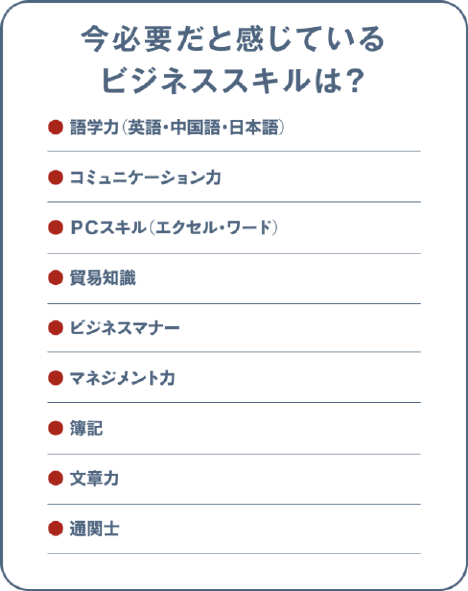 今必要だと感じている
ビジネススキルは？
語学力（英語・中国語・日本語）
コミュニケーション力
PCスキル（エクセル・ワード）
貿易知識
ビジネスマナー
マネジメント力
簿記
文章力
通関士